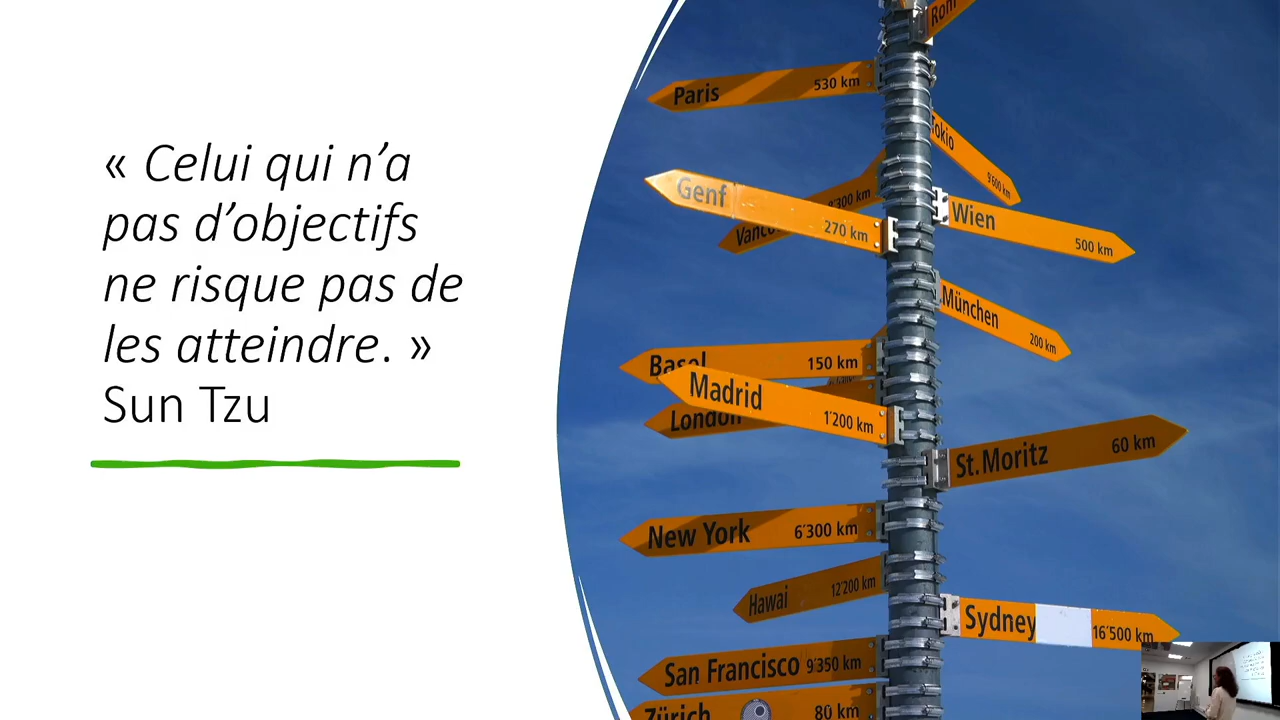 « Celui qui n’a
pas d’objectifs
ne risque pas de
les atteindre. »
Sun Tzu
Paris 530 km
Genf 270 km
Wien 500 km
München 200 km
Basel 150 km
Madrid 1'200 km
London
St. Moritz 60 km
New York 6'300 km
Hawai 12'200 km
Sydney 16'500 km
San Francisco 9'350 km
Zürich 80 km